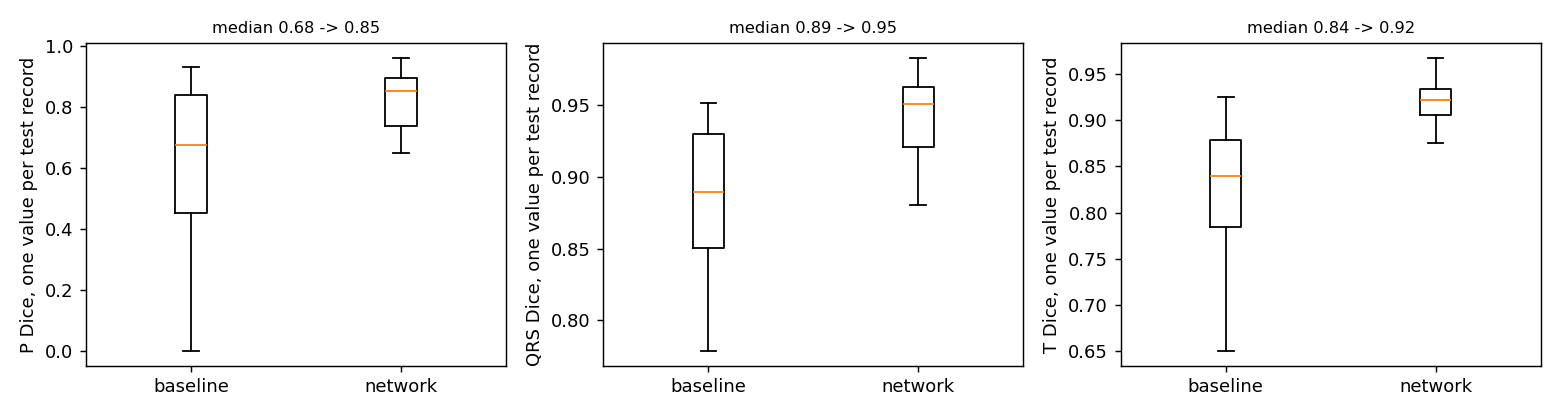 median 0.68 -> 0.85
P Dice, one value per test record
1.0
0.8
0.6
0.4
0.2
0.0
baseline
network
median 0.89 -> 0.95
QRS Dice, one value per test record
0.95
0.90
0.85
0.80
baseline
network
median 0.84 -> 0.92
T Dice, one value per test record
0.95
0.90
0.85
0.80
0.75
0.70
0.65
baseline
network